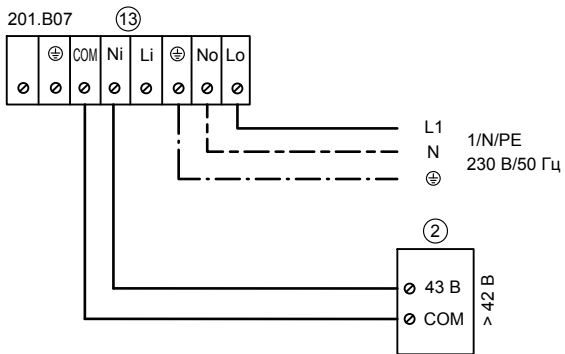 201.B07
13
COM Ni Li No Lo
L1
N
1/N/PE
230 В/50 Гц
2
43 В
COM
> 42 В